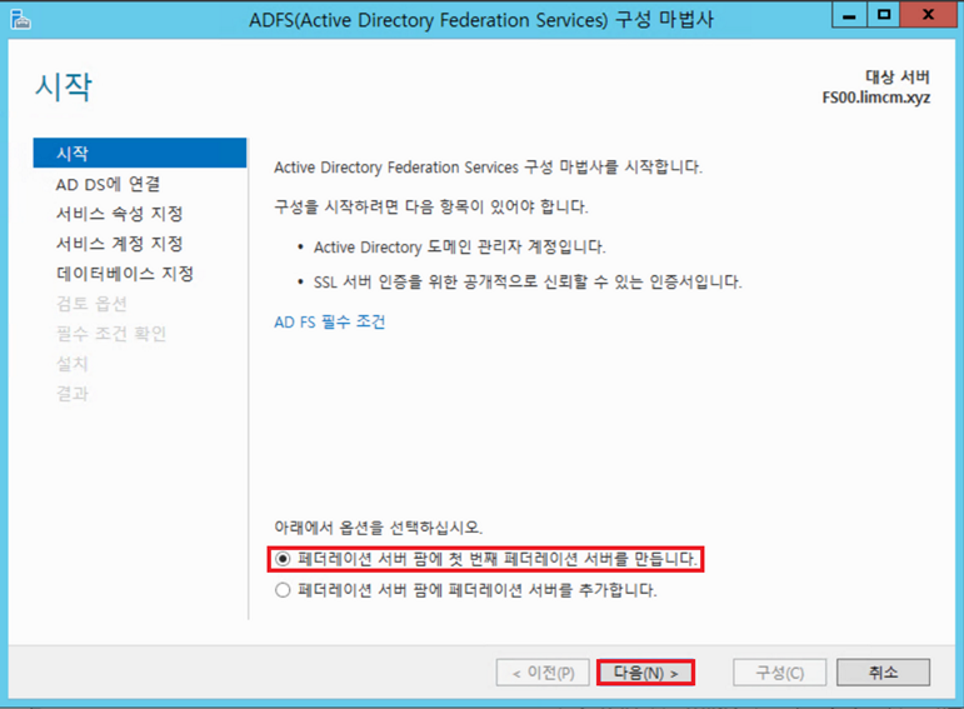 ADFS(Active Directory Federation Services) 구성 마법사
시작
대상 서버
FS00.limcm.xyz
시작
AD DS에 연결
서비스 속성 지정
서비스 계정 지정
데이터베이스 지정
검토 옵션
필수 조건 확인
설치
결과
Active Directory Federation Services 구성 마법사를 시작합니다.
구성을 시작하려면 다음 항목이 있어야 합니다.
• Active Directory 도메인 관리자 계정입니다.
• SSL 서버 인증을 위한 공개적으로 신뢰할 수 있는 인증서입니다.
AD FS 필수 조건
아래에서 옵션을 선택하십시오.
페더레이션 서버 팜에 첫 번째 페더레이션 서버를 만듭니다.
페더레이션 서버 팜에 페더레이션 서버를 추가합니다.
< 이전(P)
다음(N) >
구성(C)
취소